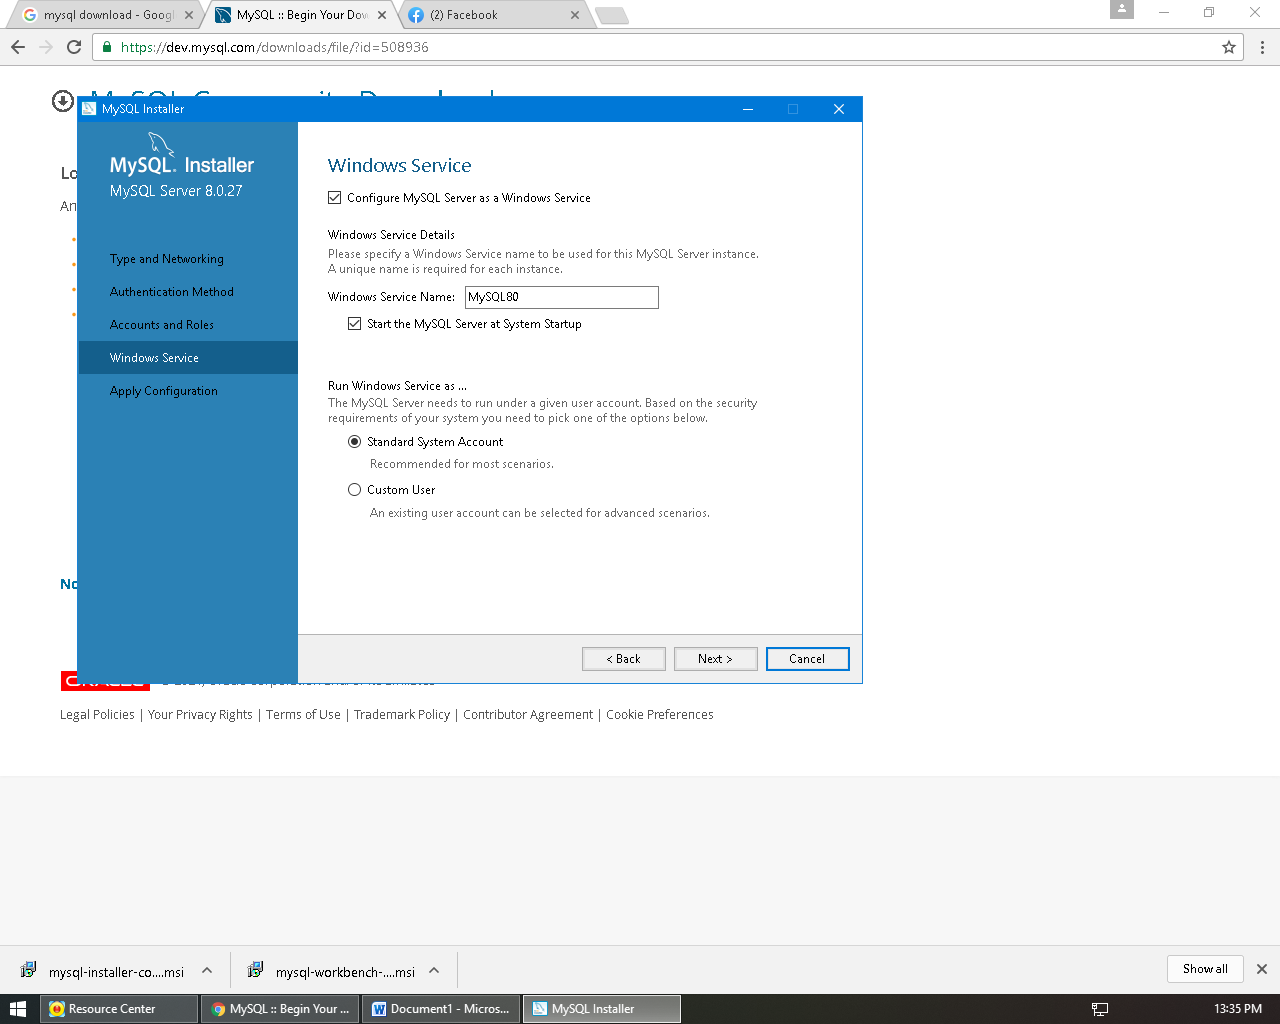 mysql download - Googl
MySQL :: Begin Your Dow
(2) Facebook
https://dev.mysql.com/downloads/file/?id=508936
MySQL Installer
MySQL Installer
MySQL Server 8.0.27
Type and Networking
Authentication Method
Accounts and Roles
Windows Service
Apply Configuration
Windows Service
Configure MySQL Server as a Windows Service
Windows Service Details
Please specify a Windows Service name to be used for this MySQL Server instance.
A unique name is required for each instance.
Windows Service Name: MySQL80
Start the MySQL Server at System Startup
Run Windows Service as ...
The MySQL Server needs to run under a given user account. Based on the security
requirements of your system you need to pick one of the options below.
Standard System Account
Recommended for most scenarios.
Custom User
An existing user account can be selected for advanced scenarios.
< Back Next > Cancel
Legal Policies | Your Privacy Rights | Terms of Use | Trademark Policy | Contributor Agreement | Cookie Preferences
mysql-installer-co....msi
mysql-workbench-....msi
Show all
Resource Center
MySQL :: Begin Your ...
Document1 - Micros...
MySQL Installer
13:35 PM